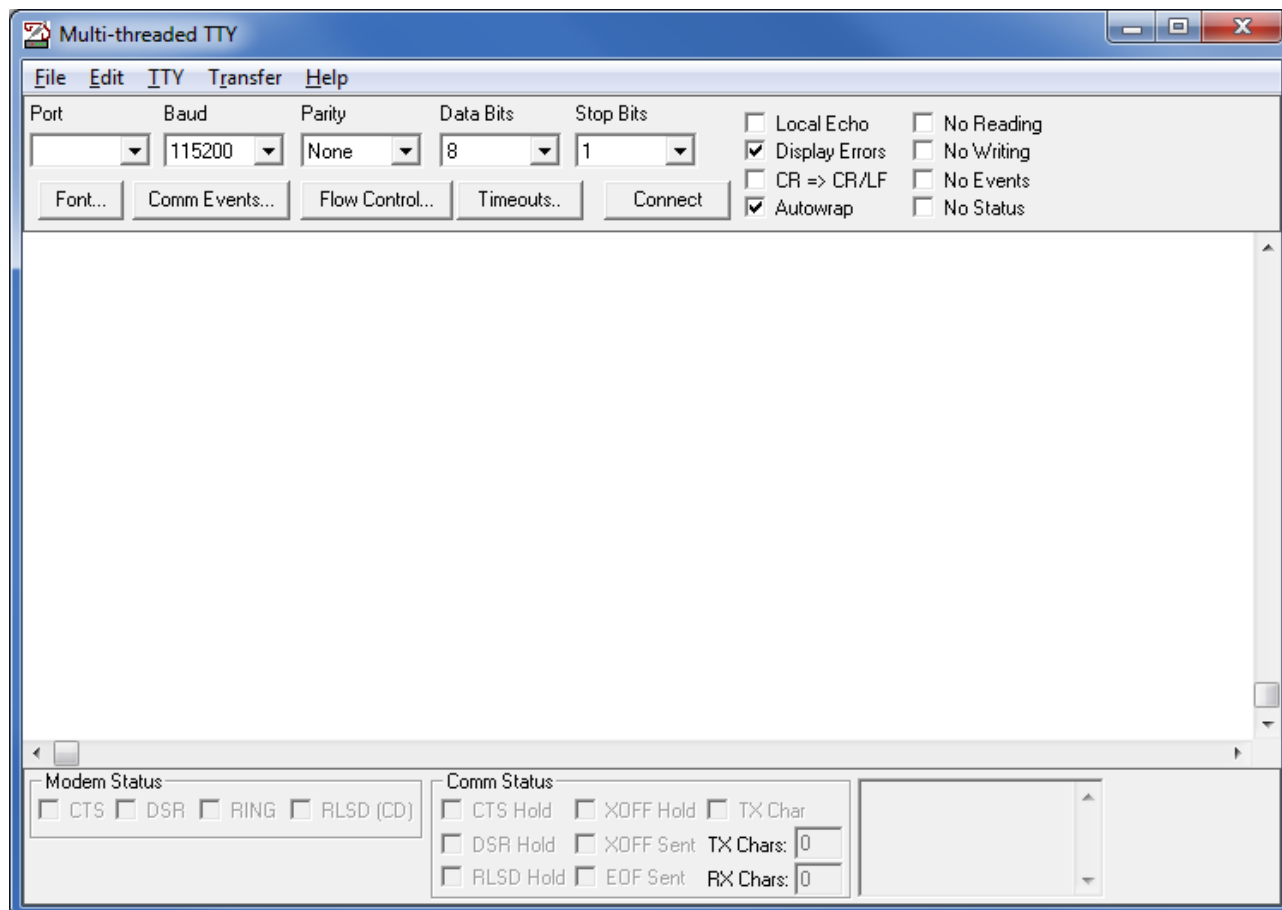 Multi-threaded TTY
File Edit TTY Transfer Help
Port Baud Parity Data Bits Stop Bits
115200 None 8 1
Font... Comm Events... Flow Control... Timeouts.. Connect
Local Echo No Reading
Display Errors No Writing
CR => CR/LF No Events
Autowrap No Status
Modem Status
CTS DSR RING RLSD (CD)
Comm Status
CTS Hold XOFF Hold TX Char
DSR Hold XOFF Sent TX Chars: 0
RLSD Hold EOF Sent RX Chars: 0